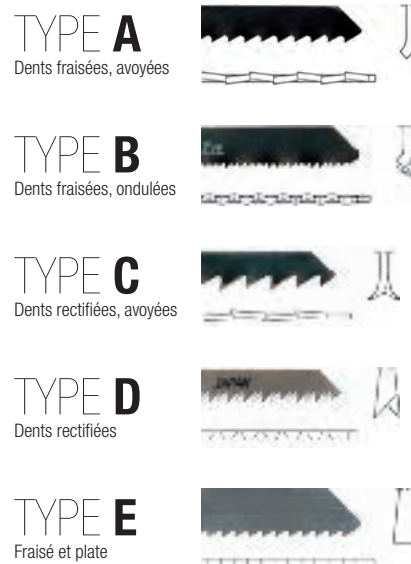 TYPE A
Dents fraisées, avoyées
TYPE B
Dents fraisées, ondulées
TYPE C
Dents rectifiées, avoyées
TYPE D
JAPAN
Dents rectifiées
TYPE E
Fraisé et plate